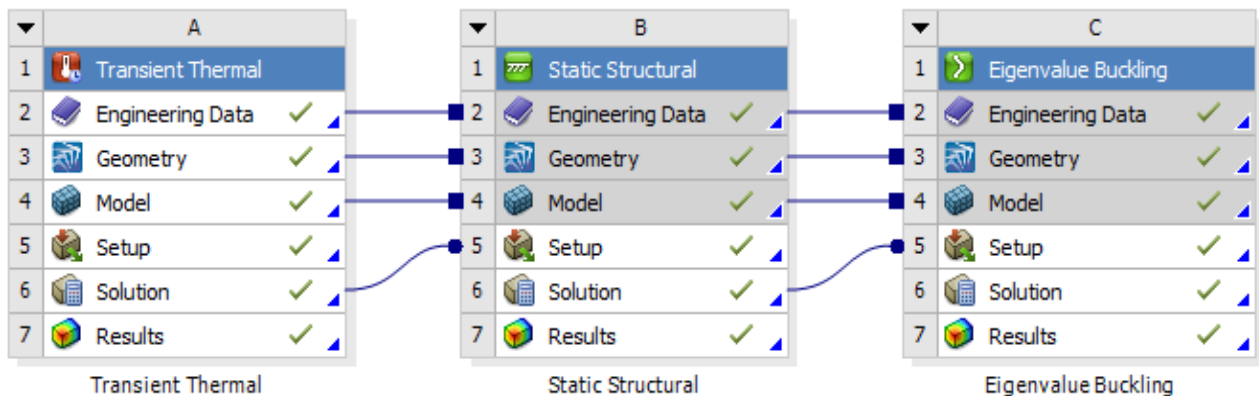 A
1 Transient Thermal
2 Engineering Data
3 Geometry
4 Model
5 Setup
6 Solution
7 Results
Transient Thermal
B
1 Static Structural
2 Engineering Data
3 Geometry
4 Model
5 Setup
6 Solution
7 Results
Static Structural
C
1 Eigenvalue Buckling
2 Engineering Data
3 Geometry
4 Model
5 Setup
6 Solution
7 Results
Eigenvalue Buckling